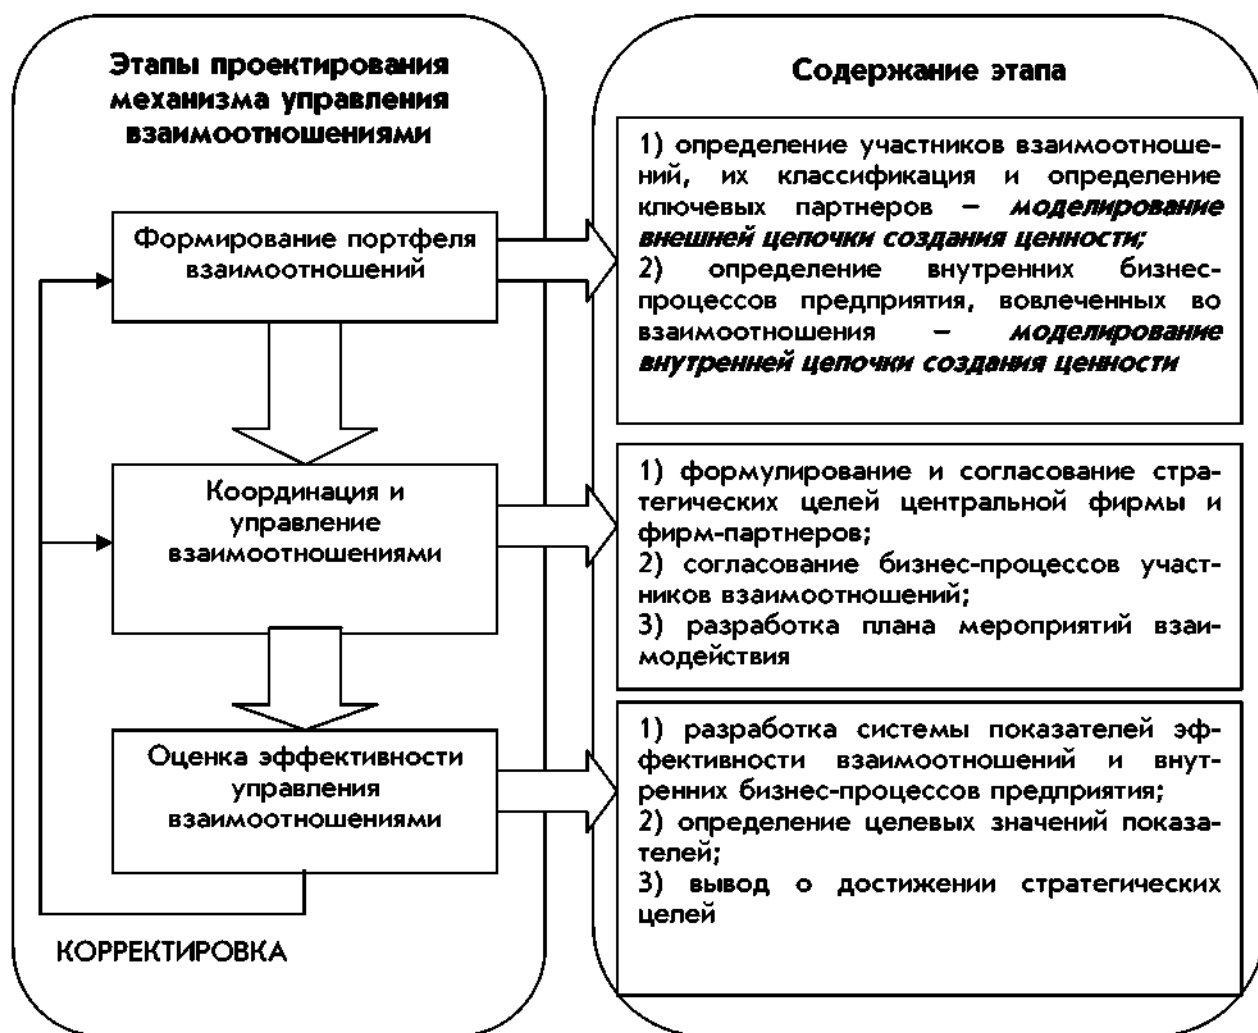 Этапы проектирования
механизма управления
взаимоотношениями
Формирование портфеля
взаимоотношений
Координация и
управление
взаимоотношениями
Оценка эффективности
управления
взаимоотношениями
КОРРЕКТИРОВКА
Содержание этапа
1) определение участников взаимоотноше-
ний, их классификация и определение
ключевых партнеров – моделирование
внешней цепочки создания ценности;
2) определение внутренних бизнес-
процессов предприятия, вовлеченных во
взаимоотношения – моделирование
внутренней цепочки создания ценности
1) формулирование и согласование стра-
тегических целей центральной фирмы и
фирм-партнеров;
2) согласование бизнес-процессов участ-
ников взаимоотношений;
3) разработка плана мероприятий взаи-
модействия
1) разработка системы показателей эф-
фективности взаимоотношений и внут-
ренних бизнес-процессов предприятия;
2) определение целевых значений показа-
телей;
3) вывод о достижении стратегических
целей